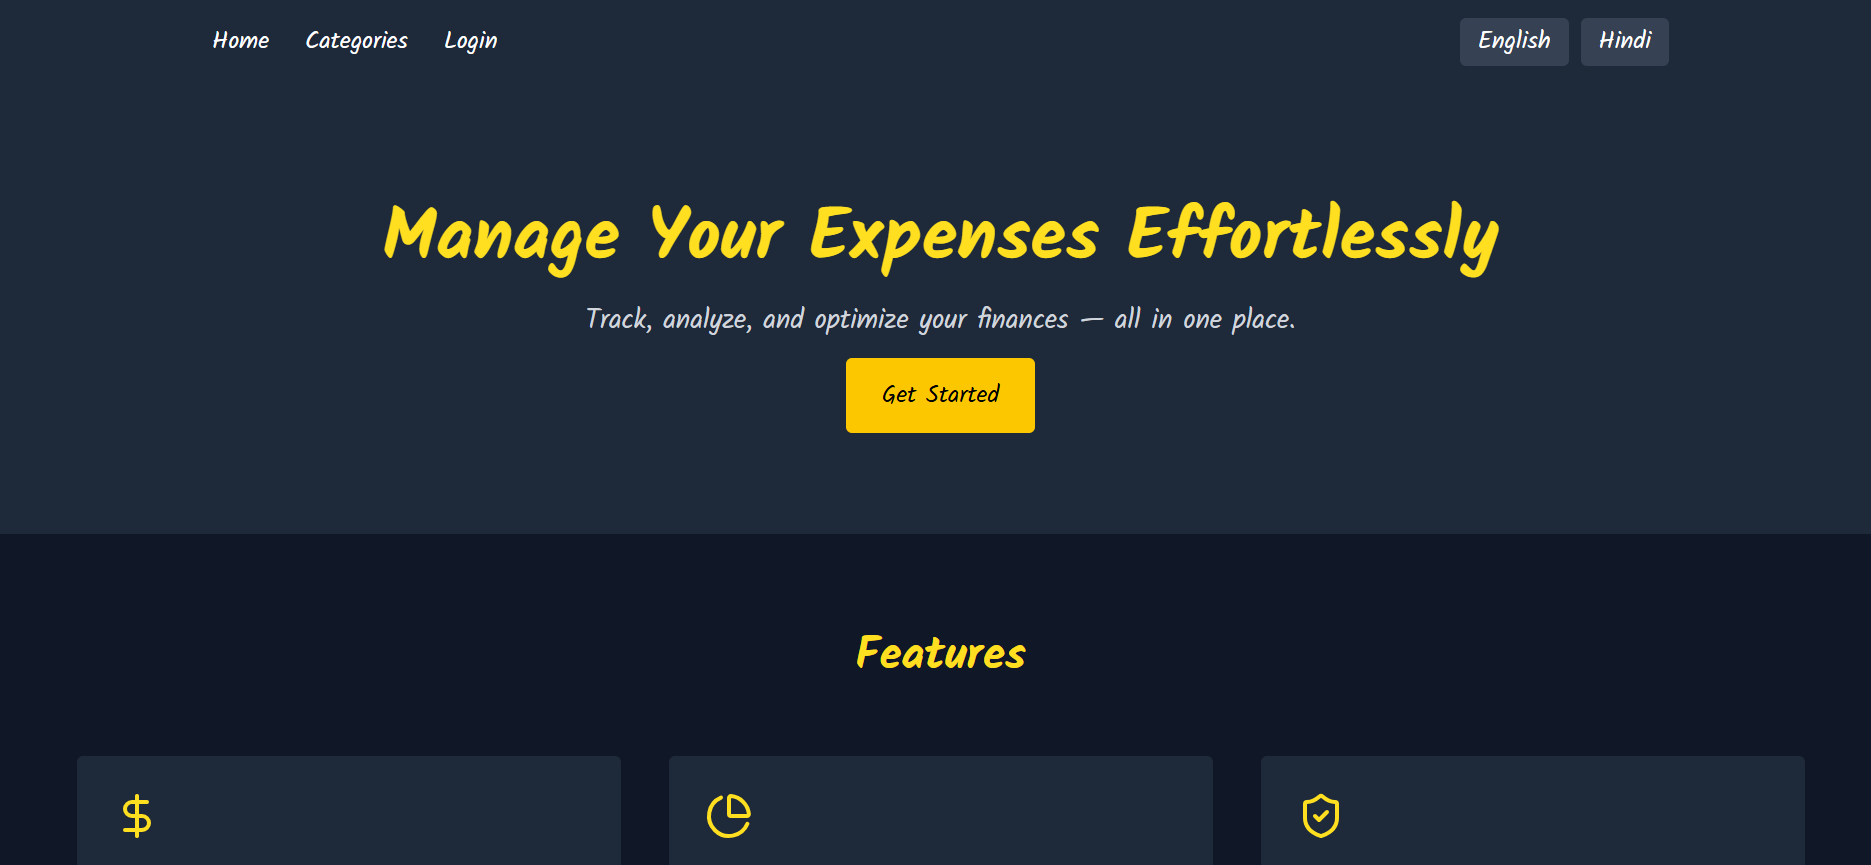 Home Categories Login English Hindi
Manage Your Expenses Effortlessly
Track, analyze, and optimize your finances — all in one place.
Get Started
Features